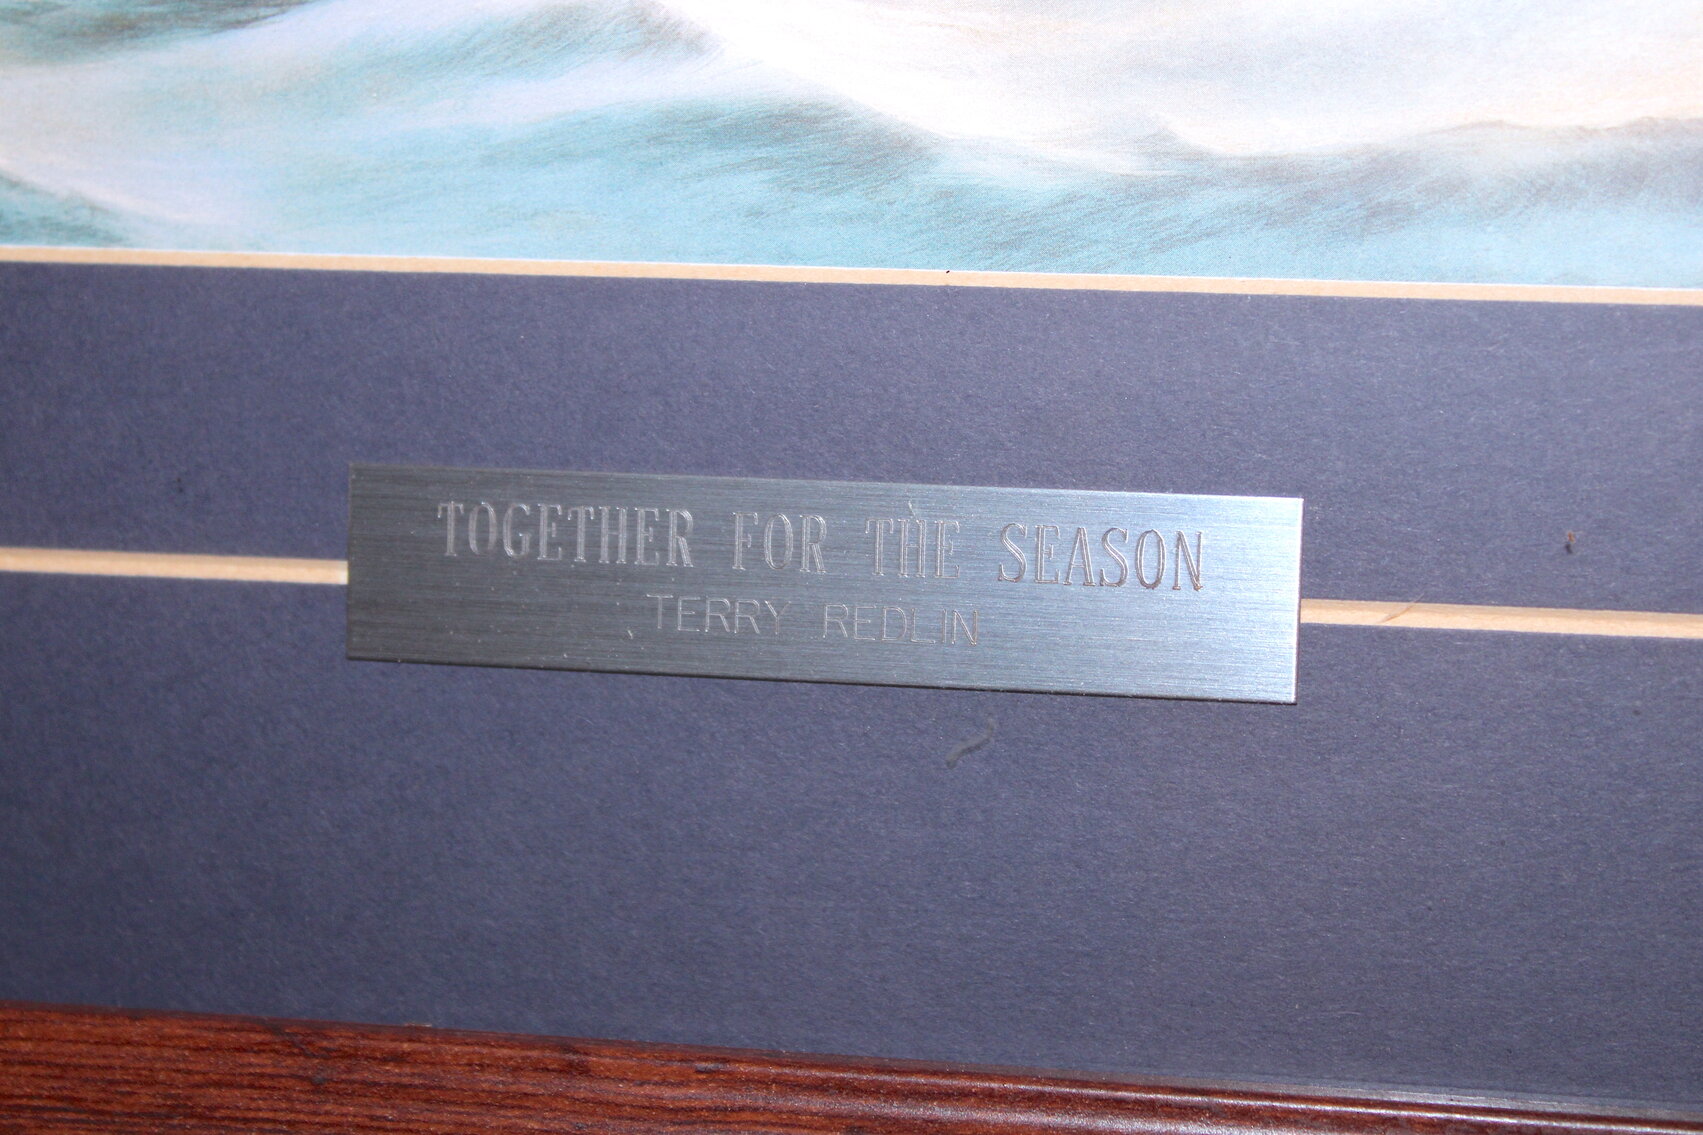 TOGETHER FOR THE SEASON
TERRY REDLIN